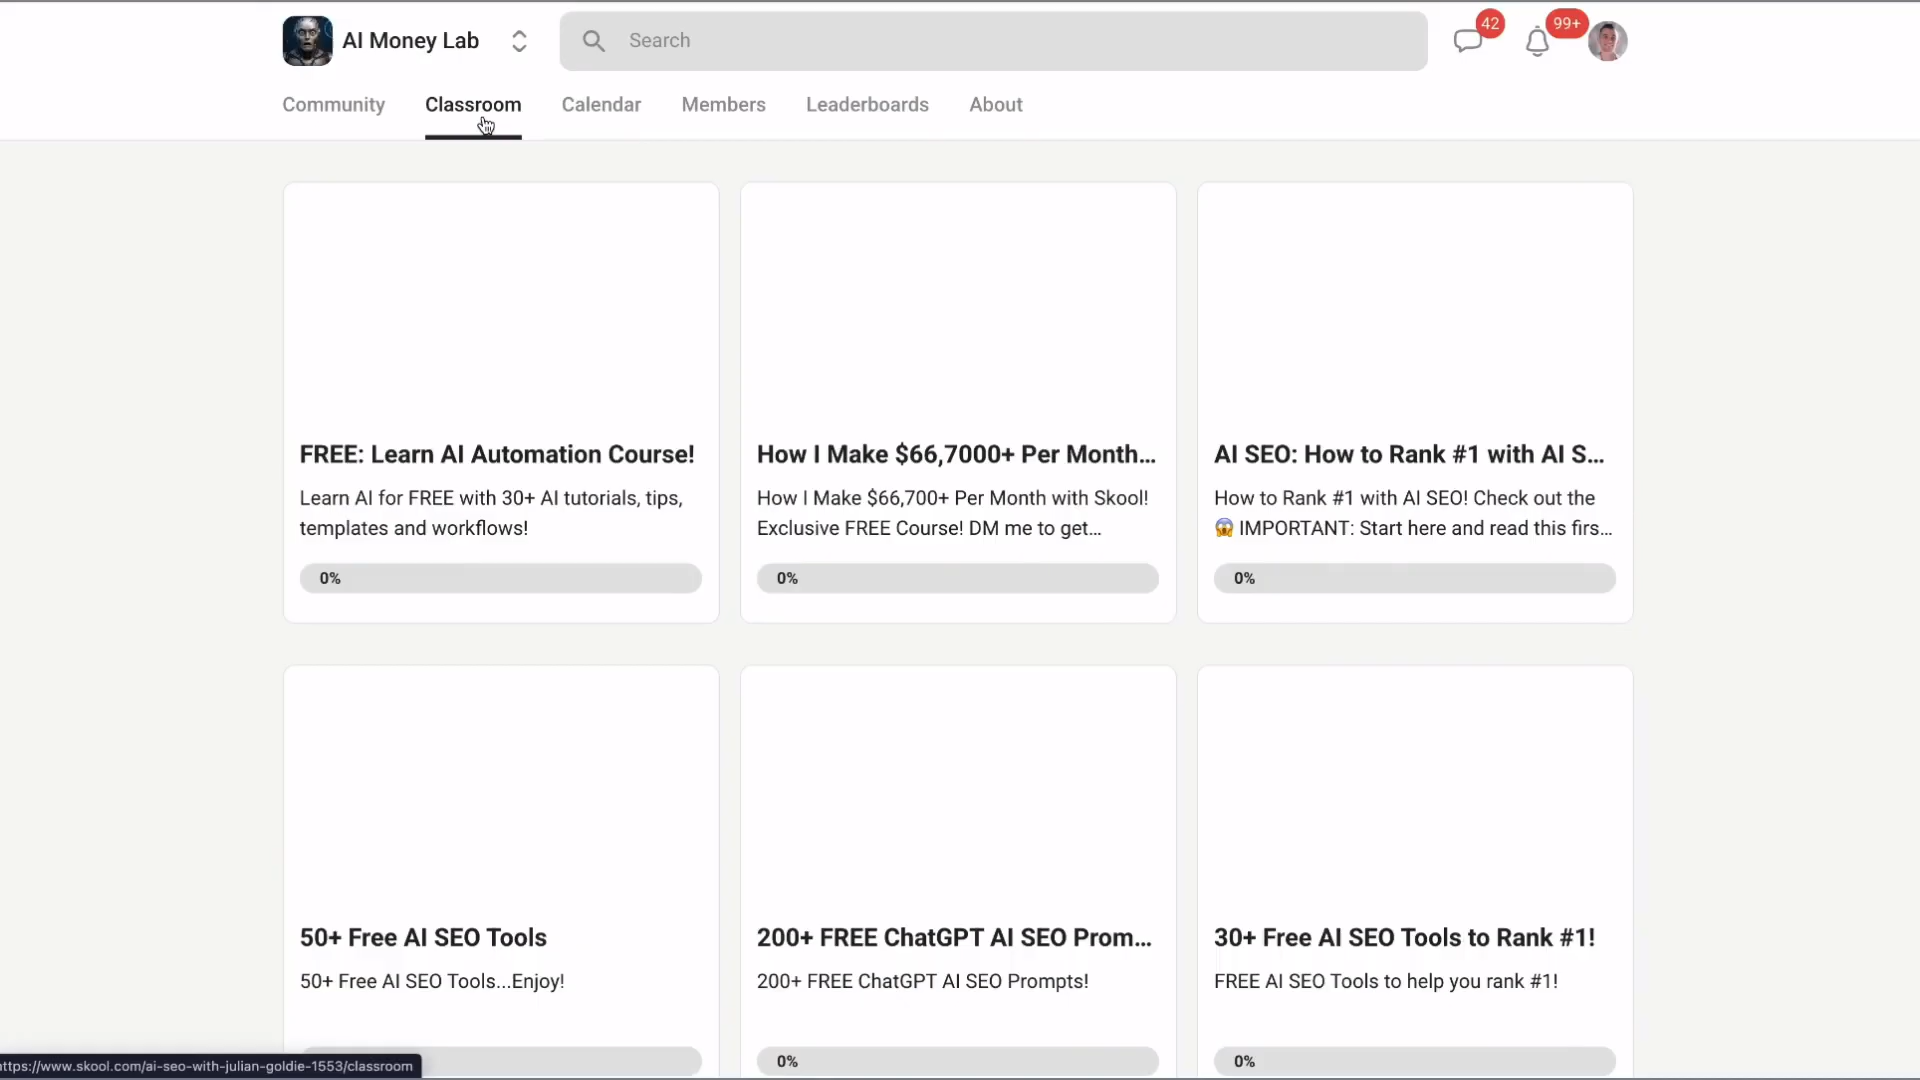 AI Money Lab
Search
42
99+
Community
Classroom
Calendar
Members
Leaderboards
About
FREE: Learn AI Automation Course!
Learn AI for FREE with 30+ AI tutorials, tips,
templates and workflows!
0%
How I Make $66,7000+ Per Month...
How I Make $66,700+ Per Month with Skool!
Exclusive FREE Course! DM me to get...
0%
AI SEO: How to Rank #1 with AI S...
How to Rank #1 with AI SEO! Check out the
😱 IMPORTANT: Start here and read this firs...
0%
50+ Free AI SEO Tools
50+ Free AI SEO Tools...Enjoy!
200+ FREE ChatGPT AI SEO Prom...
200+ FREE ChatGPT AI SEO Prompts!
0%
30+ Free AI SEO Tools to Rank #1!
FREE AI SEO Tools to help you rank #1!
0%
https://www.skool.com/ai-seo-with-julian-goldie-1553/classroom